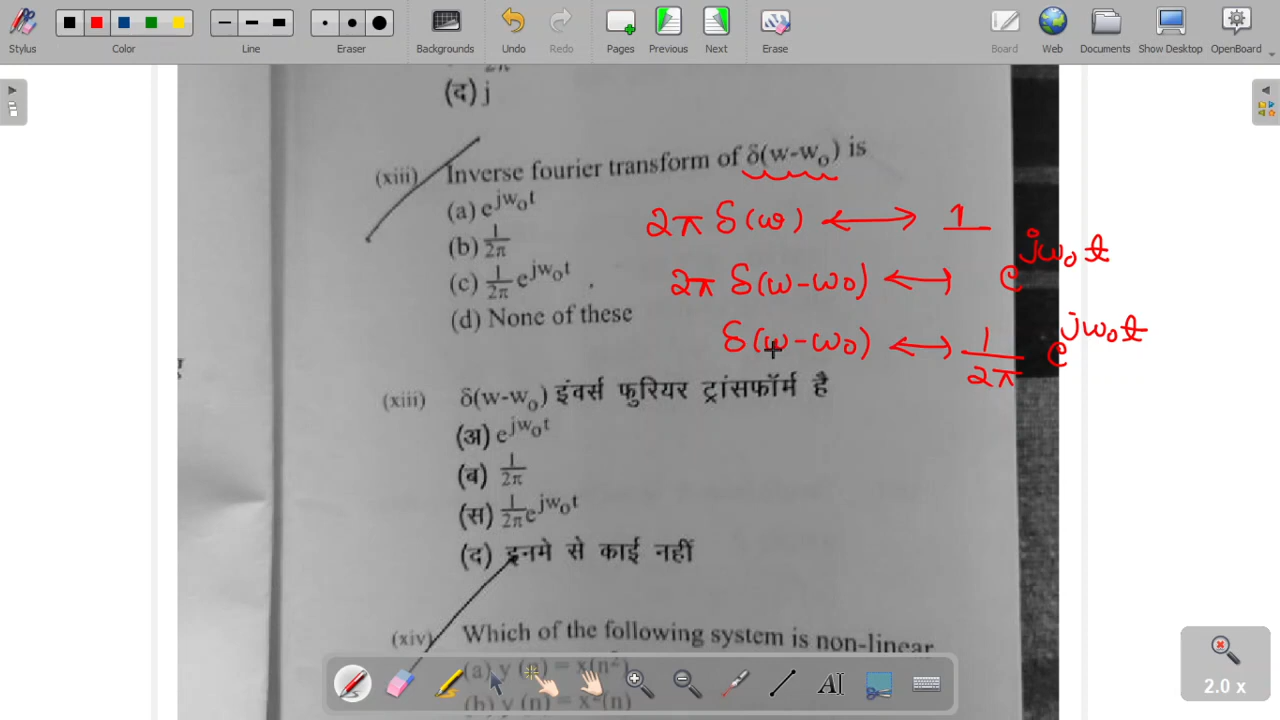 Stylus Color Line Eraser Backgrounds Undo Redo Pages Previous Next Erase Board Web Documents Show Desktop OpenBoard
(द) j
(xiii) Inverse fourier transform of δ(w-w₀) is
(a) e^jw₀t
2π δ(ω) ⟷ 1
(b) 1/2π
(c) 1/2π e^jw₀t .
2π δ(ω-ω₀) ⟷ e^jω₀t
(d) None of these
δ(ω-ω₀) ⟷ 1/2π e^jω₀t
(xiii) δ(w-w₀) इंवर्स फुरियर ट्रांसफॉर्म है
(अ) e^jw₀t
(ब) 1/2π
(स) 1/2π e^jw₀t
(द) इनमे से काई नहीं
(xiv) Which of the following system is non-linear
(a) y (n) = x(n²)
(b) y (n) = x²(n)
2.0 x